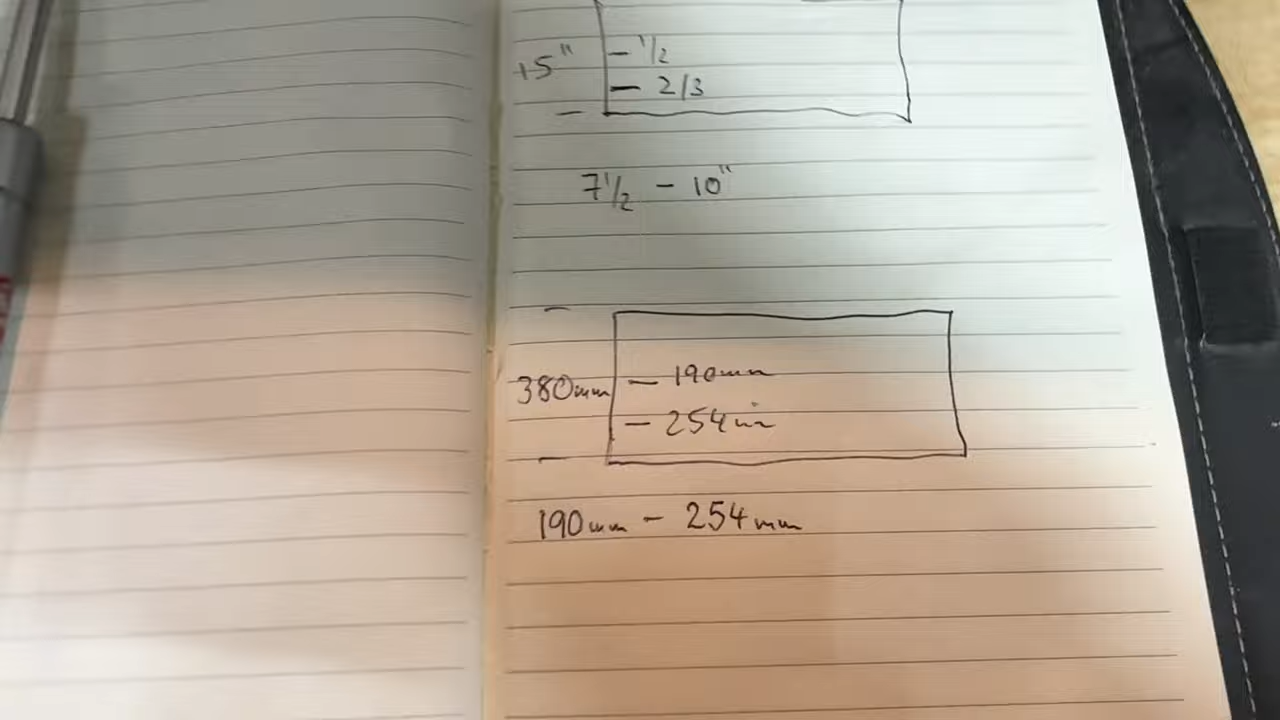 15"
- 1/2
- 2/3
7 1/2 - 10"
380mm
- 190mm
- 254mm
190mm - 254mm